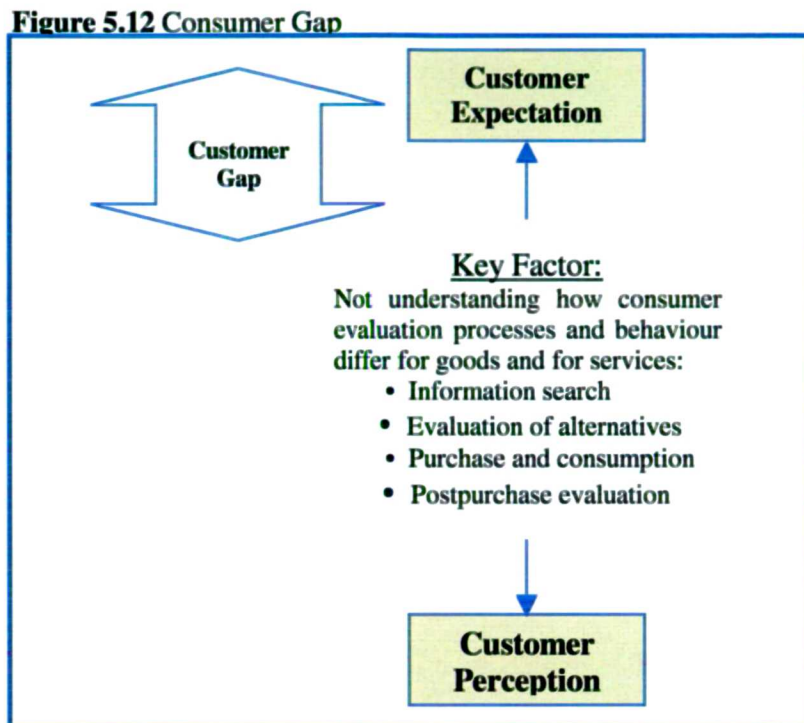 Figure 5.12 Consumer Gap
Customer
Expectation
Customer
Gap
Key Factor:
Not understanding how consumer
evaluation processes and behaviour
differ for goods and for services:
• Information search
• Evaluation of alternatives
• Purchase and consumption
• Postpurchase evaluation
Customer
Perception